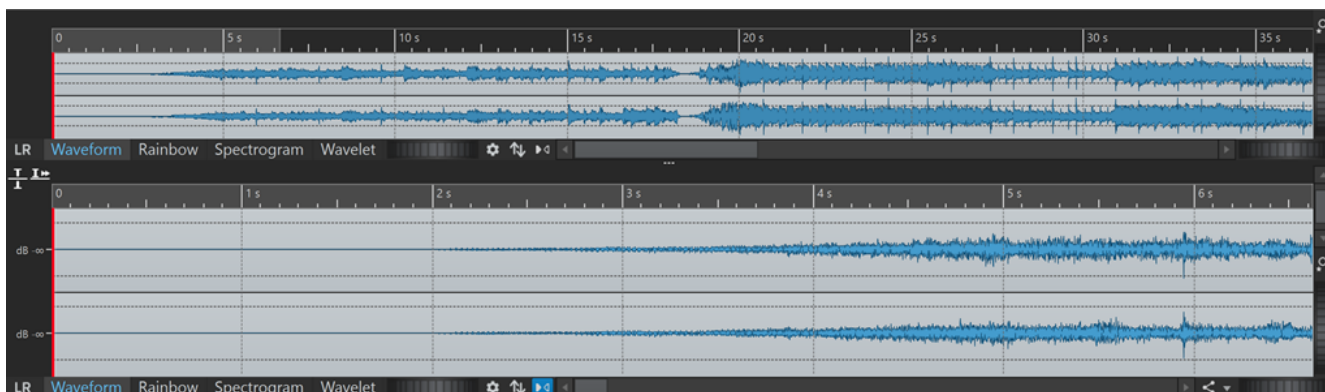 0 5 s 10 s 15 s 20 s 25 s 30 s 35 s
LR Waveform Rainbow Spectrogram Wavelet
0 1 s 2 s 3 s 4 s 5 s 6 s
dB -∞
dB -∞
LR Waveform Rainbow Spectrogram Wavelet